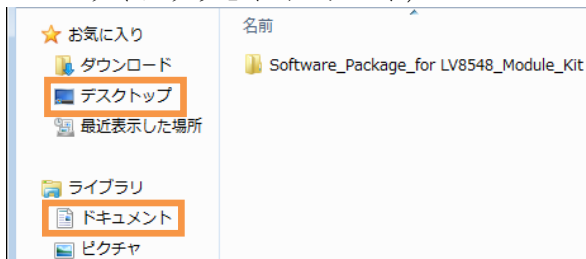 お気に入り
ダウンロード
デスクトップ
最近表示した場所
ライブラリ
ドキュメント
ピクチャ
名前
Software_Package_for LV8548_Module_Kit